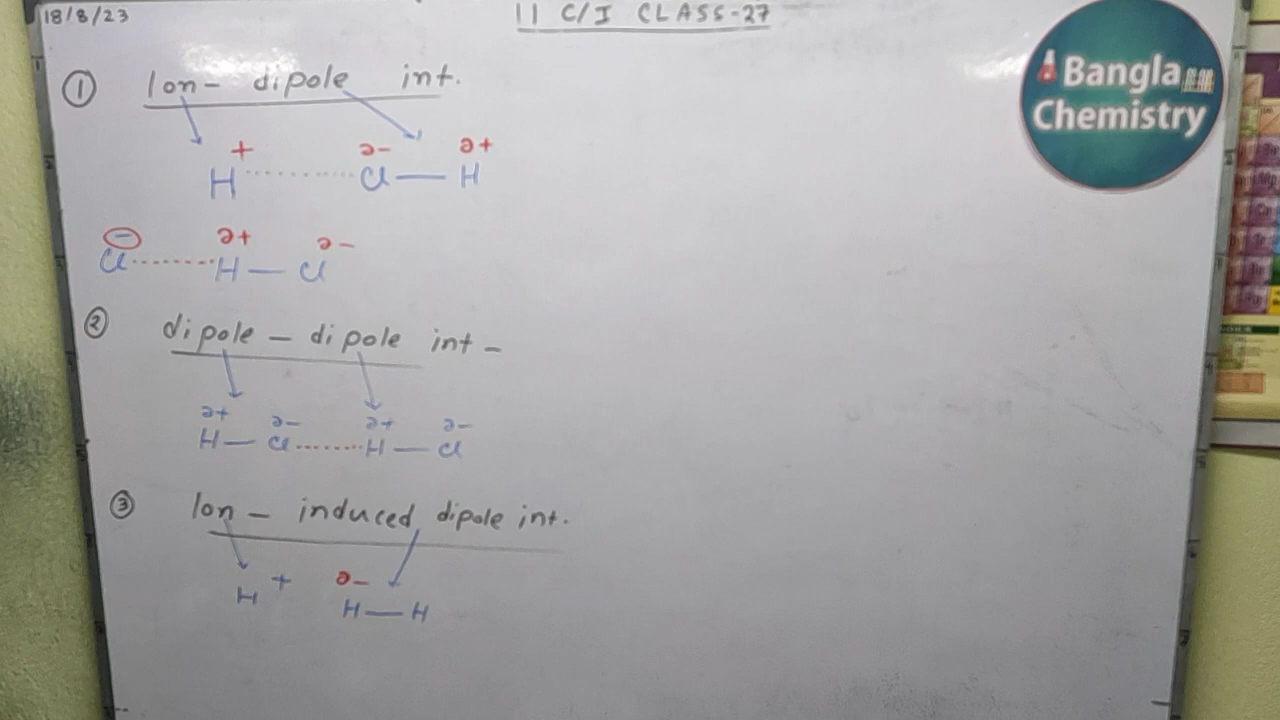 18/8/23
11 C/I CLASS-27
Bangla
Chemistry
① Ion - dipole int.
+ ∂- ∂+
H ........... Cl — H
- ∂+ ∂-
Cl ........ H — Cl
② dipole - dipole int -
∂+ ∂- ∂+ ∂-
H — Cl ........ H — Cl
③ Ion - induced dipole int.
H + ∂-
H — H